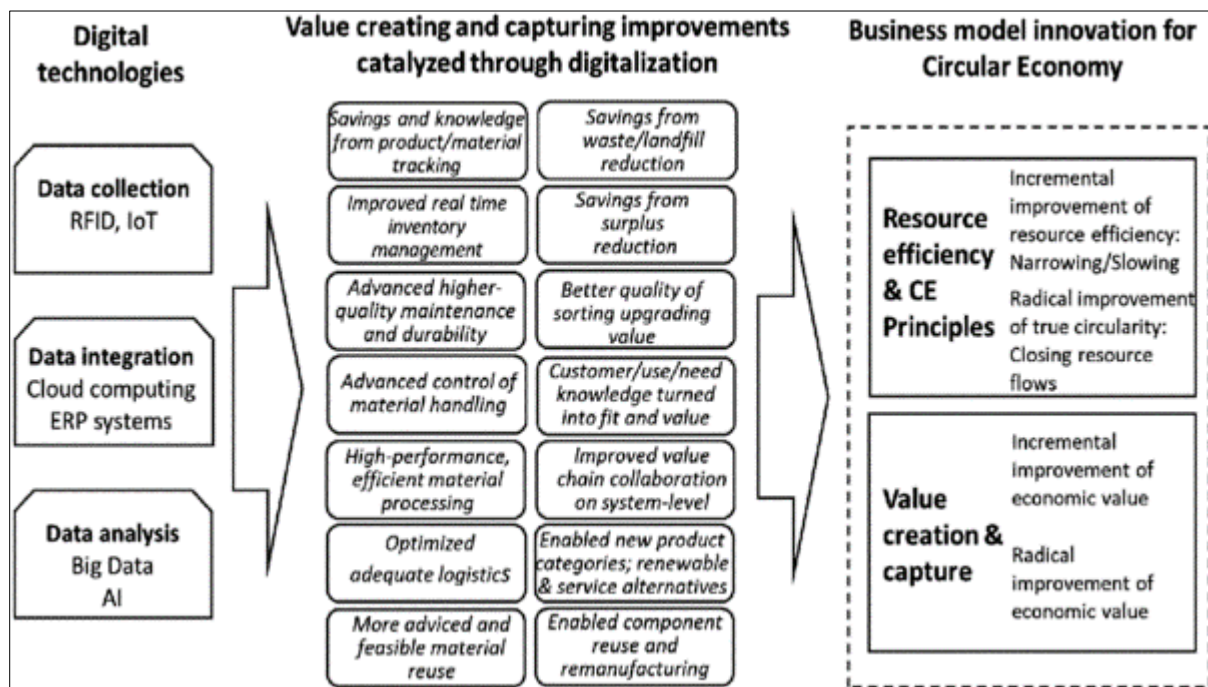 Digital
technologies
Data collection
RFID, IoT
Data integration
Cloud computing
ERP systems
Data analysis
Big Data
AI
Value creating and capturing improvements
catalyzed through digitalization
Savings and knowledge
from product/material
tracking
Savings from
waste/landfill
reduction
Improved real time
inventory
management
Savings from
surplus
reduction
Advanced higher-
quality maintenance
and durability
Better quality of
sorting upgrading
value
Advanced control of
material handling
Customer/use/need
knowledge turned
into fit and value
High-performance,
efficient material
processing
Improved value
chain collaboration
on system-level
Optimized
adequate logistics
Enabled new product
categories; renewable
& service alternatives
More adviced and
feasible material
reuse
Enabled component
reuse and
remanufacturing
Business model innovation for
Circular Economy
Resource
efficiency
& CE
Principles
Incremental
improvement of
resource efficiency:
Narrowing/Slowing
Radical improvement
of true circularity:
Closing resource
flows
Value
creation &
capture
Incremental
improvement of
economic value
Radical
improvement of
economic value